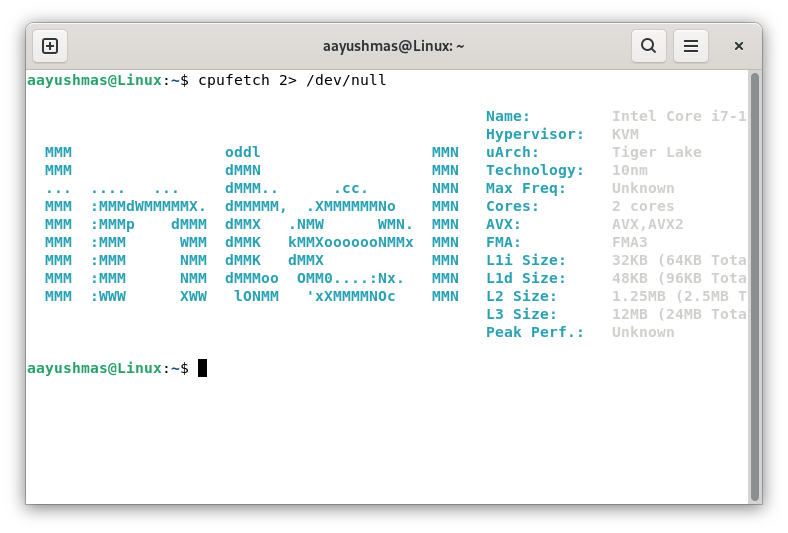 aayushmas@Linux: ~
aayushmas@Linux:~$ cpufetch 2> /dev/null
Name: Intel Core i7-1
Hypervisor: KVM
MMM oddl MMN uArch: Tiger Lake
MMM dMMN MMN Technology: 10nm
... .... ... dMMM.. .cc. NMN Max Freq: Unknown
MMM :MMMdWMMMMMX. dMMMMM, .XMMMMMMNo MMN Cores: 2 cores
MMM :MMMp dMMM dMMX .NMW WMN. MMN AVX: AVX,AVX2
MMM :MMM WMM dMMK kMMXooooooNMMx MMN FMA: FMA3
MMM :MMM NMM dMMK dMMX MMN L1i Size: 32KB (64KB Tota
MMM :MMM NMM dMMMoo OMM0....:Nx. MMN L1d Size: 48KB (96KB Tota
MMM :WWW XWW lONMM 'xXMMMMNOc MMN L2 Size: 1.25MB (2.5MB T
L3 Size: 12MB (24MB Tota
Peak Perf.: Unknown
aayushmas@Linux:~$